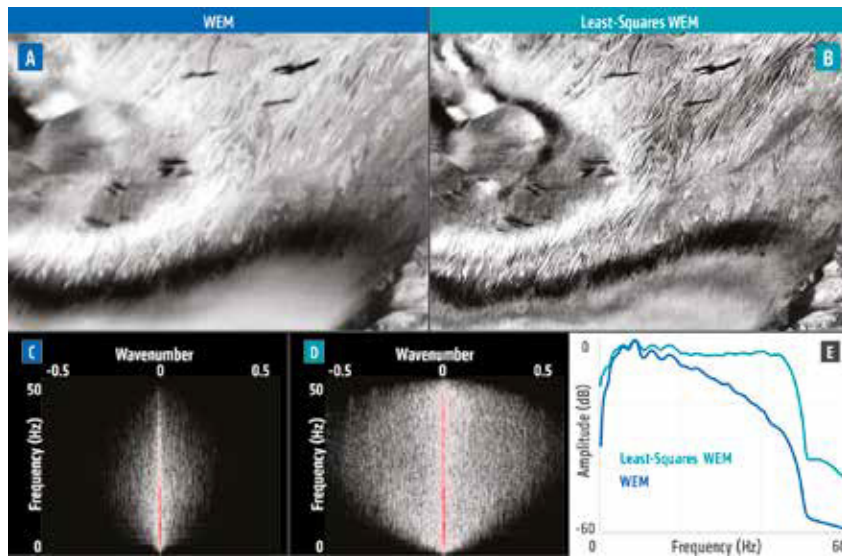 WEM
Least-Squares WEM
A
B
C
Wavenumber
-0.5 0 0.5
50
Frequency (Hz)
0
D
Wavenumber
-0.5 0 0.5
50
Frequency (Hz)
0
E
0
Amplitude (dB)
-60
Least-Squares WEM
WEM
0
Frequency (Hz)
60